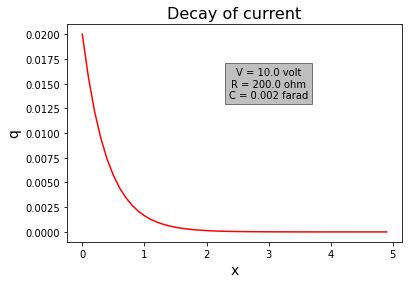 Decay of current
0.0200
0.0175
0.0150
0.0125
0.0100
0.0075
0.0050
0.0025
0.0000
q
V = 10.0 volt
R = 200.0 ohm
C = 0.002 farad
0
1
2
3
4
5
x